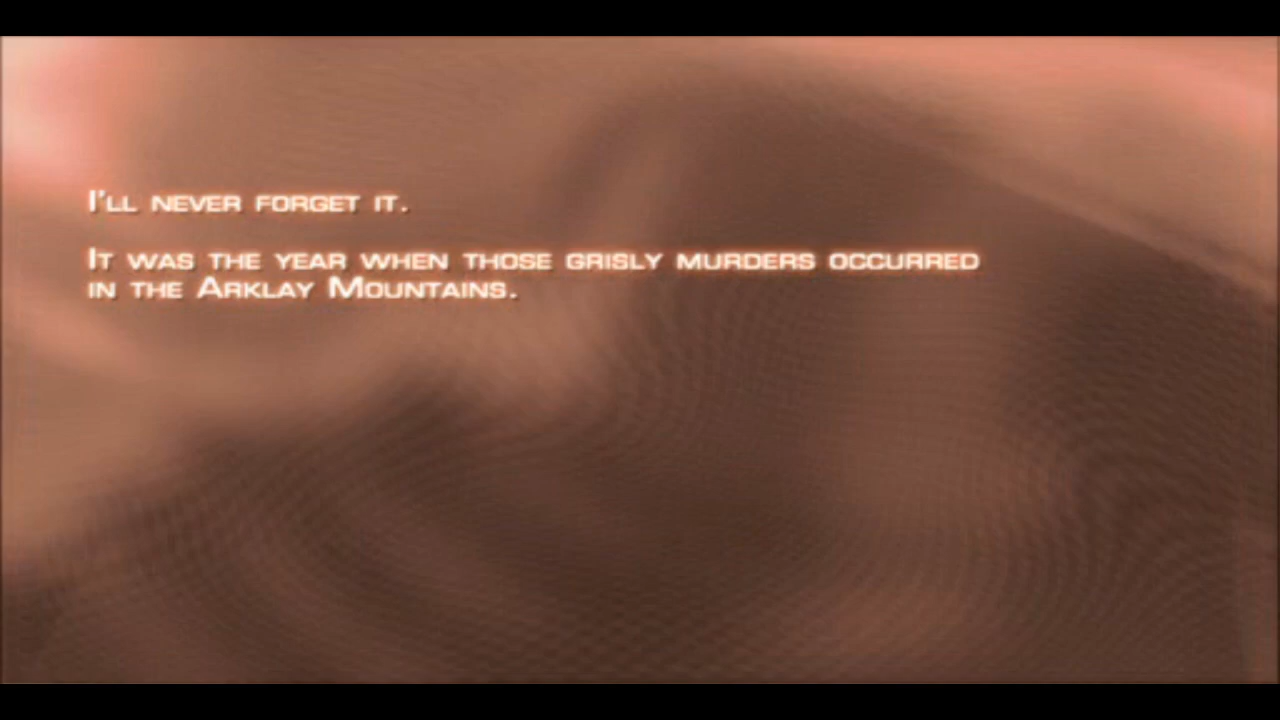 I'll never forget it.
It was the year when those grisly murders occurred
in the Arklay Mountains.